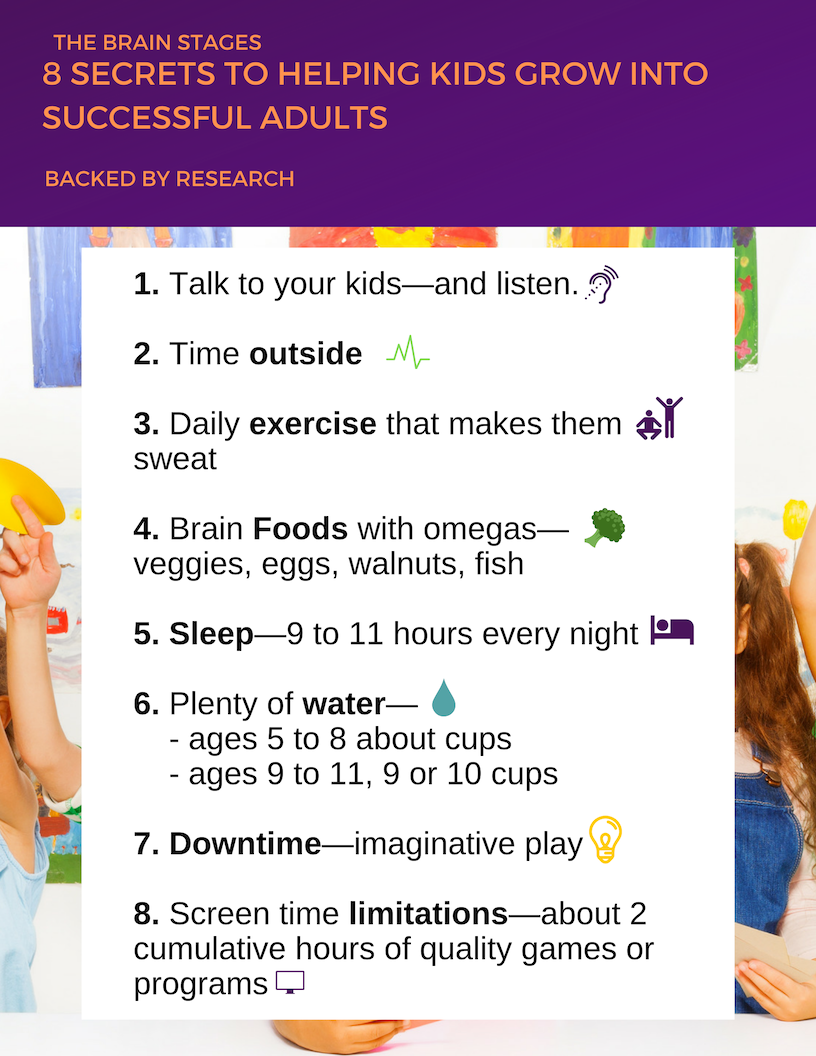 THE BRAIN STAGES
8 SECRETS TO HELPING KIDS GROW INTO
SUCCESSFUL ADULTS
BACKED BY RESEARCH
1. Talk to your kids—and listen.
2. Time outside
3. Daily exercise that makes them
sweat
4. Brain Foods with omegas—
veggies, eggs, walnuts, fish
5. Sleep—9 to 11 hours every night
6. Plenty of water—
- ages 5 to 8 about cups
- ages 9 to 11, 9 or 10 cups
7. Downtime—imaginative play
8. Screen time limitations—about 2
cumulative hours of quality games or
programs